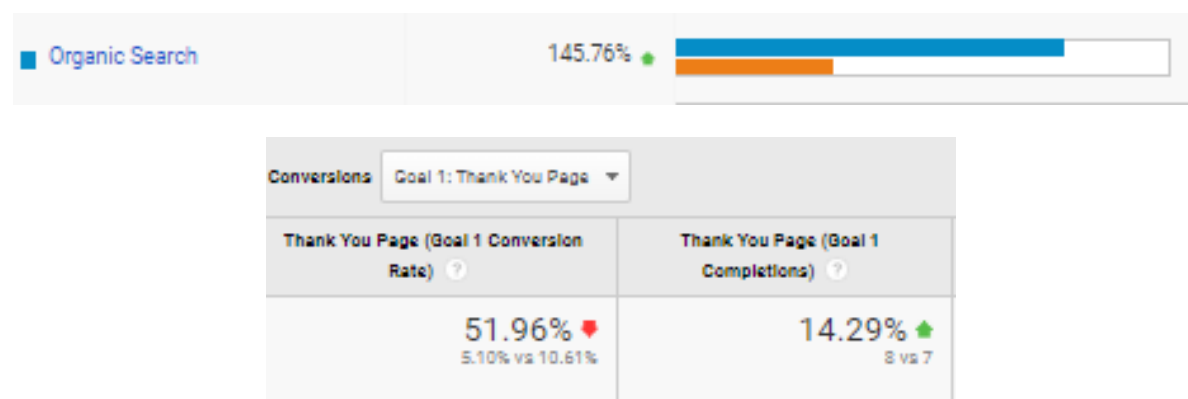 Organic Search 145.76%
Conversions Goal 1: Thank You Page
Thank You Page (Goal 1 Conversion
Rate) ?
Thank You Page (Goal 1
Completions) ?
51.96%
5.10% vs 10.61%
14.29%
8 vs 7